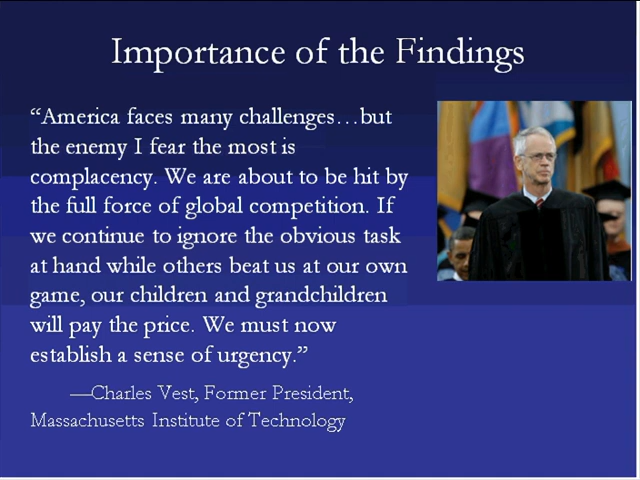 Importance of the Findings
“America faces many challenges…but
the enemy I fear the most is
complacency. We are about to be hit by
the full force of global competition. If
we continue to ignore the obvious task
at hand while others beat us at our own
game, our children and grandchildren
will pay the price. We must now
establish a sense of urgency.”
—Charles Vest, Former President,
Massachusetts Institute of Technology